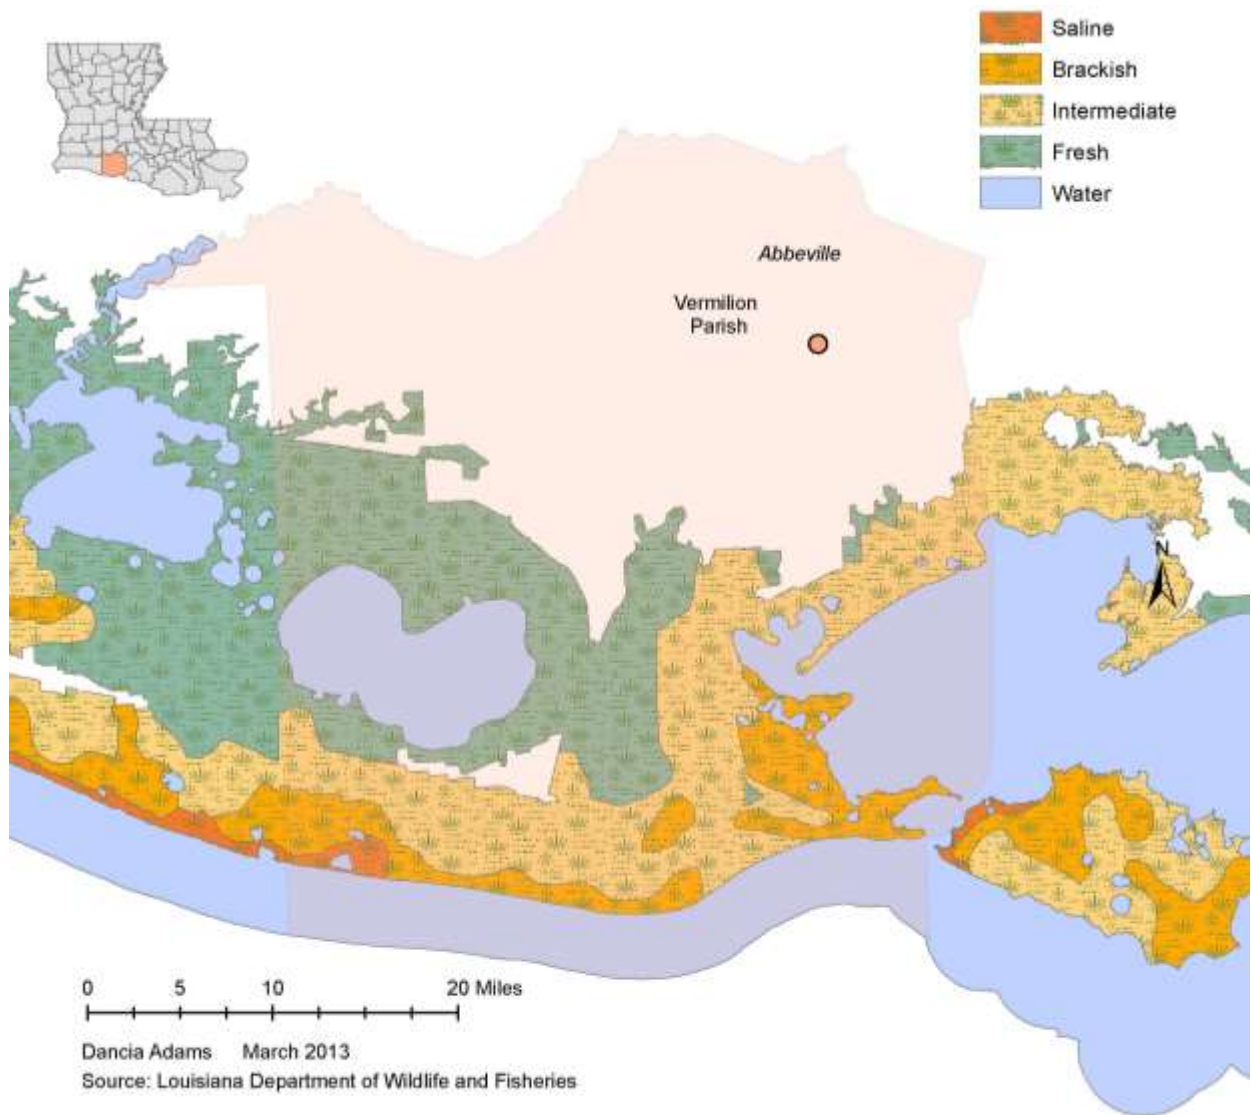 Saline
Brackish
Intermediate
Fresh
Water
Abbeville
Vermilion
Parish
N
0 5 10 20 Miles
Dancia Adams March 2013
Source: Louisiana Department of Wildlife and Fisheries